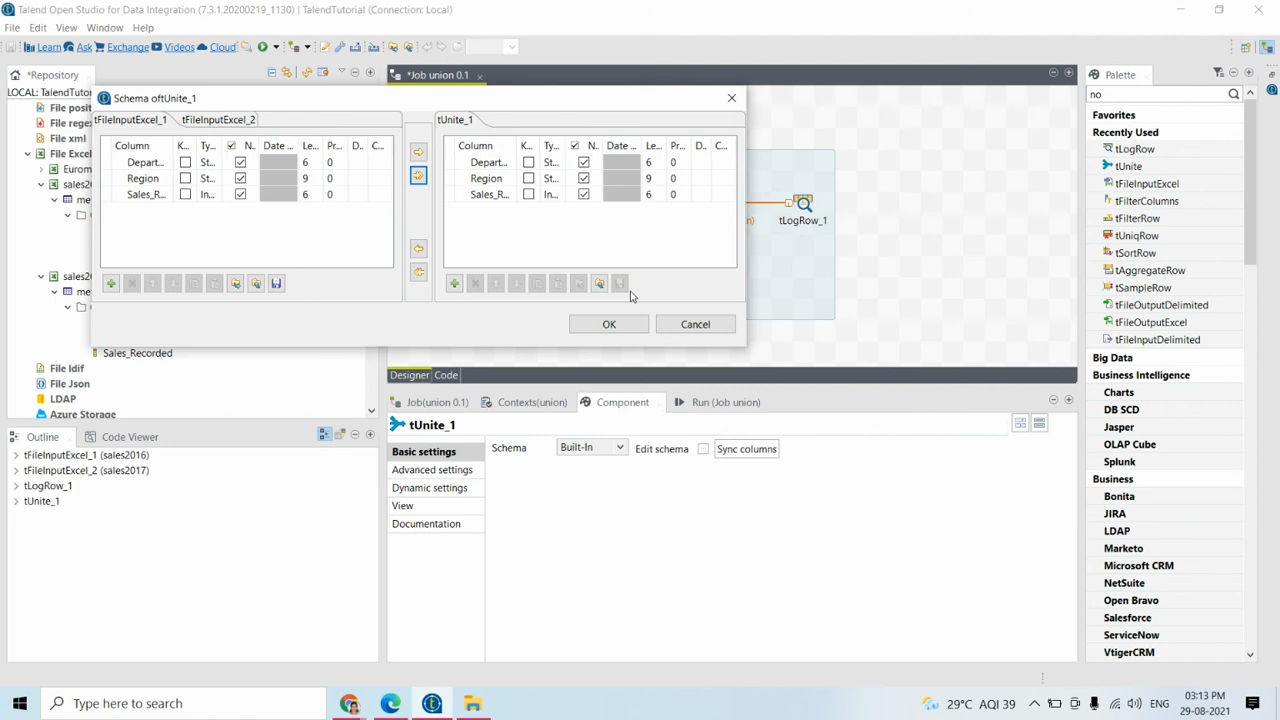 Talend Open Studio for Data Integration (7.3.1.20200219_1130) | TalendTutorial (Connection: Local)
File Edit View Window Help
Learn Ask Exchange Videos Cloud
*Repository
LOCAL: TalendTutor
File posit
File regex
File xml
File Excel
Eurom
sales20
me
sales20
me
Sales_Recorded
File ldif
File Json
LDAP
Azure Storage
*Job union 0.1
Schema oftUnite_1
tFileInputExcel_1 tFileInputExcel_2
tUnite_1
Column K... Ty... N.. Date ... Le... Pr... D.. C...
Depart... St... 6 0
Region St... 9 0
Sales_R... In... 6 0
Column K... Ty... N.. Date ... Le... Pr... D.. C...
Depart... St... 6 0
Region St... 9 0
Sales_R... In... 6 0
OK Cancel
tLogRow_1
Designer Code
Job(union 0.1) Contexts(union) Component Run (Job union)
tUnite_1
Basic settings
Advanced settings
Dynamic settings
View
Documentation
Schema Built-In Edit schema Sync columns
Outline Code Viewer
tFileInputExcel_1 (sales2016)
tFileInputExcel_2 (sales2017)
tLogRow_1
tUnite_1
Palette
no
Favorites
Recently Used
tLogRow
tUnite
tFileInputExcel
tFilterColumns
tFilterRow
tUniqRow
tSortRow
tAggregateRow
tSampleRow
tFileOutputDelimited
tFileOutputExcel
tFileInputDelimited
Big Data
Business Intelligence
Charts
DB SCD
Jasper
OLAP Cube
Splunk
Business
Bonita
JIRA
LDAP
Marketo
Microsoft CRM
NetSuite
Open Bravo
Salesforce
ServiceNow
VtigerCRM
Type here to search
29°C AQI 39
ENG
03:13 PM
29-08-2021